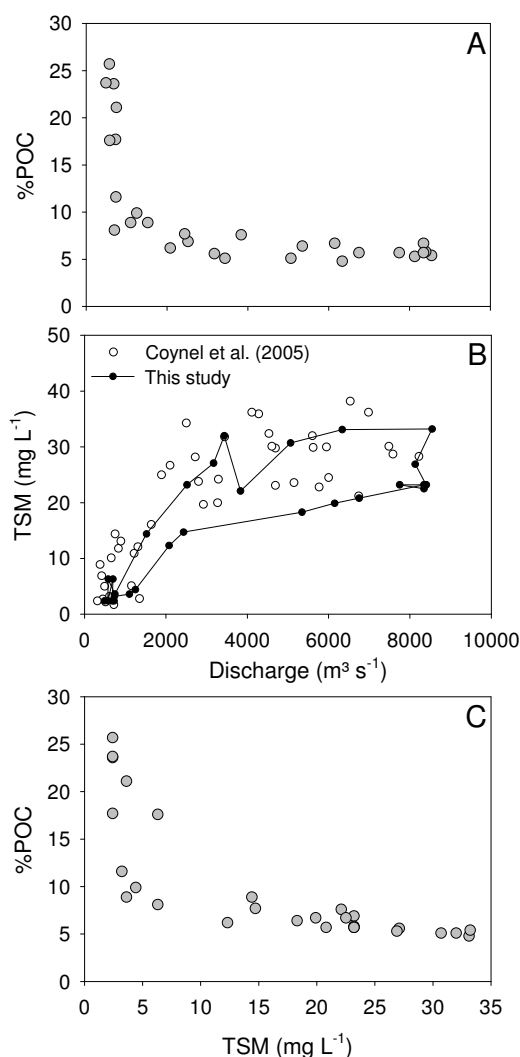 A
30
25
20
15
10
5
0
%POC
B
50
40
30
20
10
0
TSM (mg L⁻¹)
Coynel et al. (2005)
This study
0 2000 4000 6000 8000 10000
Discharge (m³ s⁻¹)
C
30
25
20
15
10
5
0
%POC
0 5 10 15 20 25 30 35
TSM (mg L⁻¹)